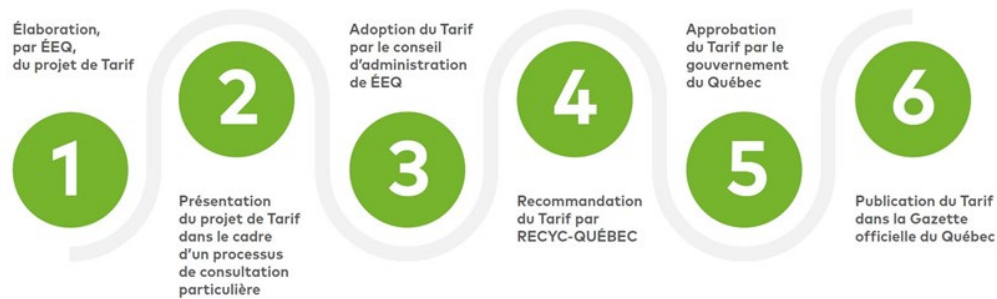 Élaboration,
par ÉEQ,
du projet de Tarif
1
2
Présentation
du projet de Tarif
dans le cadre
d'un processus
de consultation
particulière
Adoption du Tarif
par le conseil
d'administration
de ÉEQ
3
4
Recommandation
du Tarif par
RECYC-QUÉBEC
Approbation
du Tarif par le
gouvernement
du Québec
5
6
Publication du Tarif
dans la Gazette
officielle du Québec